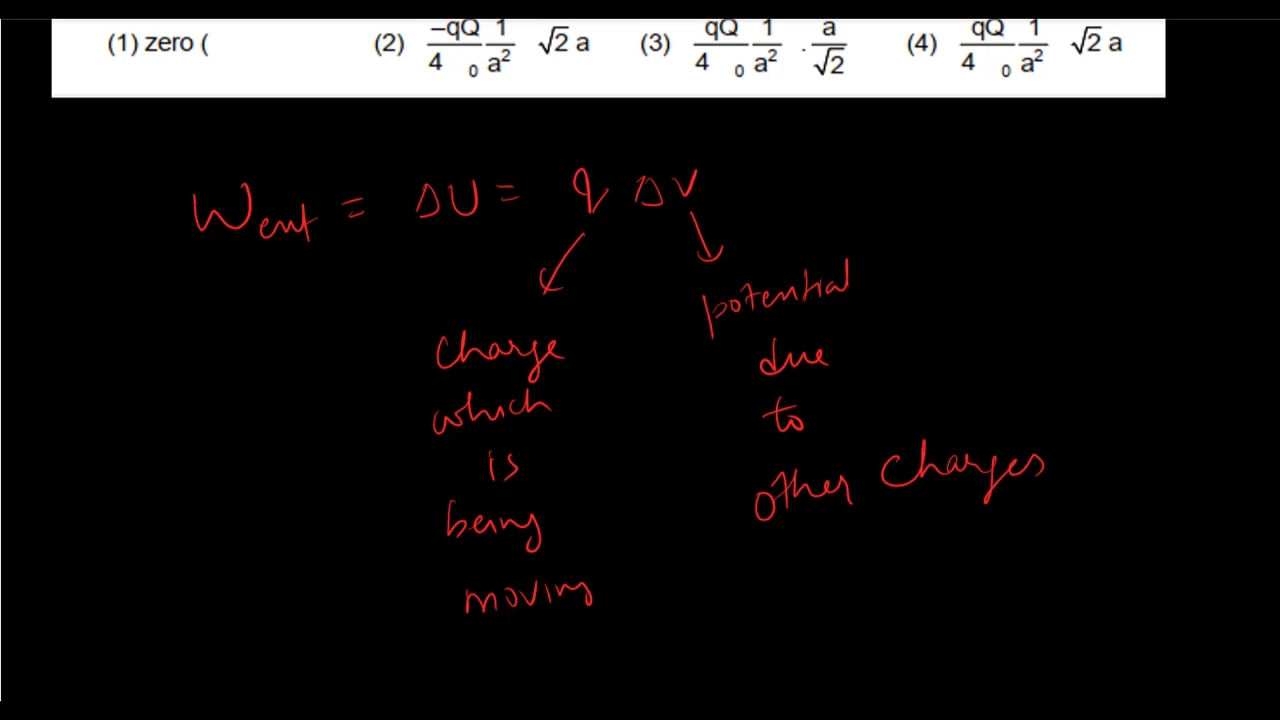 (1) zero ( (2) –qQ/4 0 1/a² √2 a (3) qQ/4 0 1/a² . a/√2 (4) qQ/4 0 1/a² √2 a
Went = ΔU = q ΔV
charge which is being moving
potential due to other charges